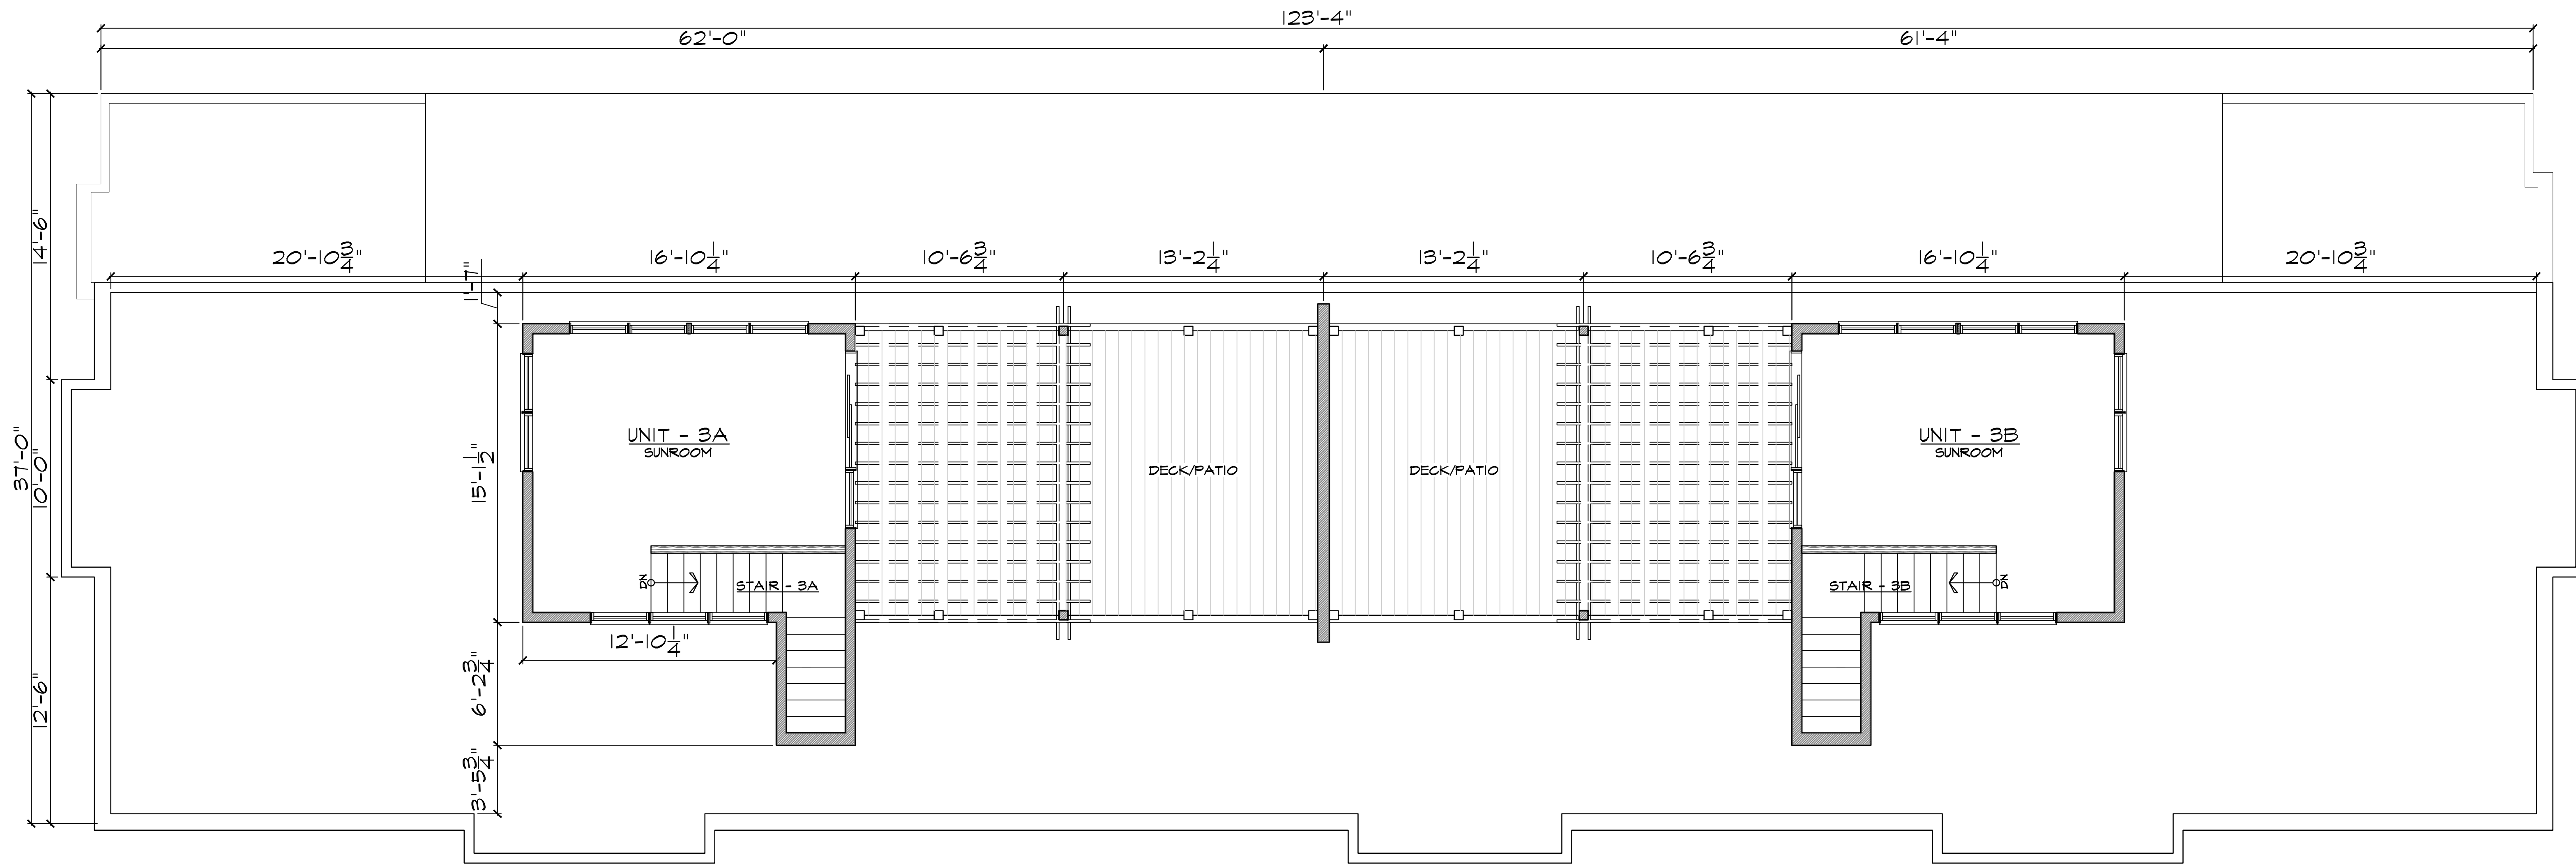 123'-4"
62'-0"
61'-4"
20'-10 3/4"
16'-10 1/4"
10'-6 3/4"
13'-2 1/4"
13'-2 1/4"
10'-6 3/4"
16'-10 1/4"
20'-10 3/4"
14'-6"
1'-7"
37'-0"
10'-0"
15'-1 1/2"
UNIT - 3A
SUNROOM
DECK/PATIO
DECK/PATIO
UNIT - 3B
SUNROOM
DN
STAIR - 3A
STAIR - 3B
DN
12'-10 1/4"
12'-6"
6'-2 3/4"
3'-5 3/4"